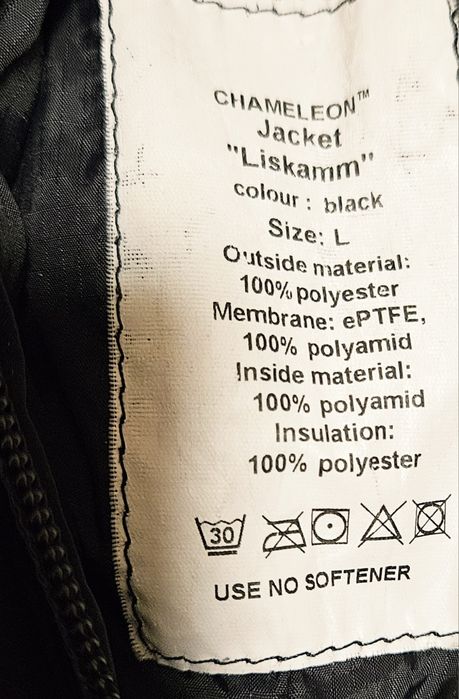 CHAMELEON™
Jacket
"Liskamm"
colour : black
Size: L
Outside material:
100% polyester
Membrane: ePTFE,
100% polyamid
Inside material:
100% polyamid
Insulation:
100% polyester
30
USE NO SOFTENER